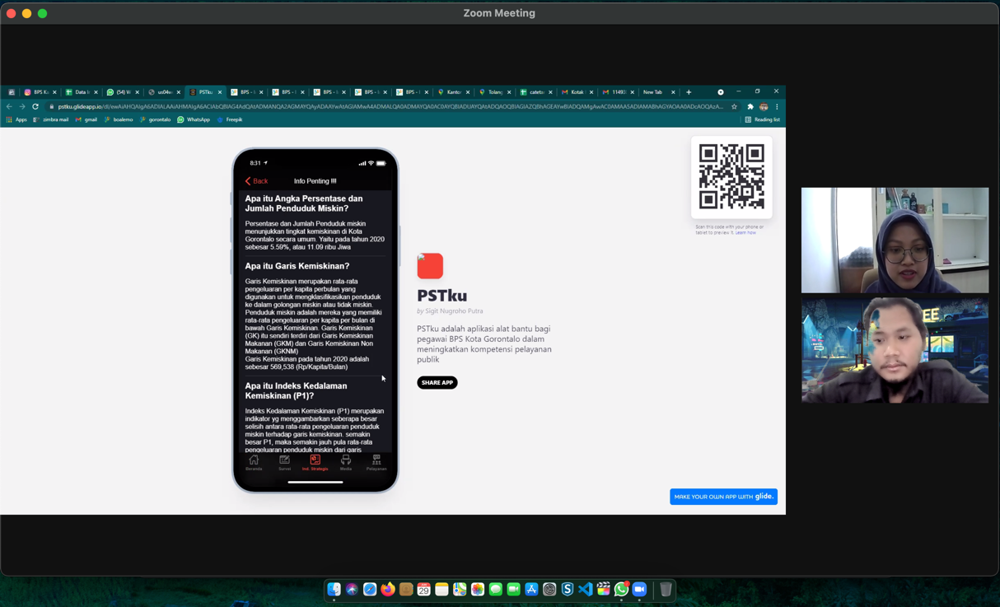 Zoom Meeting
BPS Ka
Data In
(54) W
us04w
PSTku
BPS -
BPS -
BPS -
BPS -
BPS -
Kanto
Tolang
catet
Kotak
11493
New Tab
Apps
zimbra mail
gmail
boalemo
gorontalo
WhatsApp
Freepik
Reading list
8:31
Back
Info Penting !!!
Apa itu Angka Persentase dan
Jumlah Penduduk Miskin?
Persentase dan Jumlah Penduduk miskin
menunjukkan tingkat kemiskinan di Kota
Gorontalo secara umum. Yaitu pada tahun 2020
sebesar 5.59%, atau 11.09 ribu Jiwa
Apa itu Garis Kemiskinan?
Garis Kemiskinan merupakan rata-rata
pengeluaran per kapita perbulan yang
digunakan untuk mengklasifikasikan penduduk
ke dalam golongan miskin atau tidak miskin.
Penduduk miskin adalah mereka yang memiliki
rata-rata pengeluaran per kapita per bulan di
bawah Garis Kemiskinan. Garis Kemiskinan
(GK) itu sendiri terdiri dari Garis Kemiskinan
Makanan (GKM) dan Garis Kemiskinan Non
Makanan (GKNM)
Garis Kemiskinan pada tahun 2020 adalah
sebesar 569,538 (Rp/Kapita/Bulan)
Apa itu Indeks Kedalaman
Kemiskinan (P1)?
Indeks Kedalaman Kemiskinan (P1) merupakan
indikator yg menggambarkan seberapa besar
selisih antara rata-rata pengeluaran penduduk
miskin terhadap garis kemiskinan. semakin
besar P1, maka semakin jauh pula rata-rata
pengeluaran penduduk miskin dari garis
Beranda
Survei
Ind. Strategis
Media
Pelayanan
PSTku
by Sigit Nugroho Putra
PSTku adalah aplikasi alat bantu bagi
pegawai BPS Kota Gorontalo dalam
meningkatkan kompetensi pelayanan
publik
SHARE APP
Scan this code with your phone or
tablet to preview it. Learn how
MAKE YOUR OWN APP WITH glide.
29